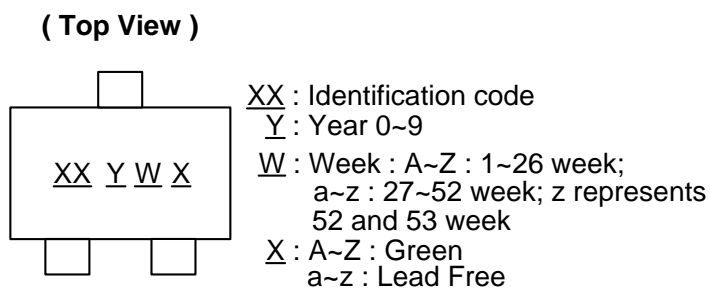 ( Top View )
XX Y W X
XX : Identification code
Y : Year 0~9
W : Week : A~Z : 1~26 week;
a~z : 27~52 week; z represents
52 and 53 week
X : A~Z : Green
a~z : Lead Free